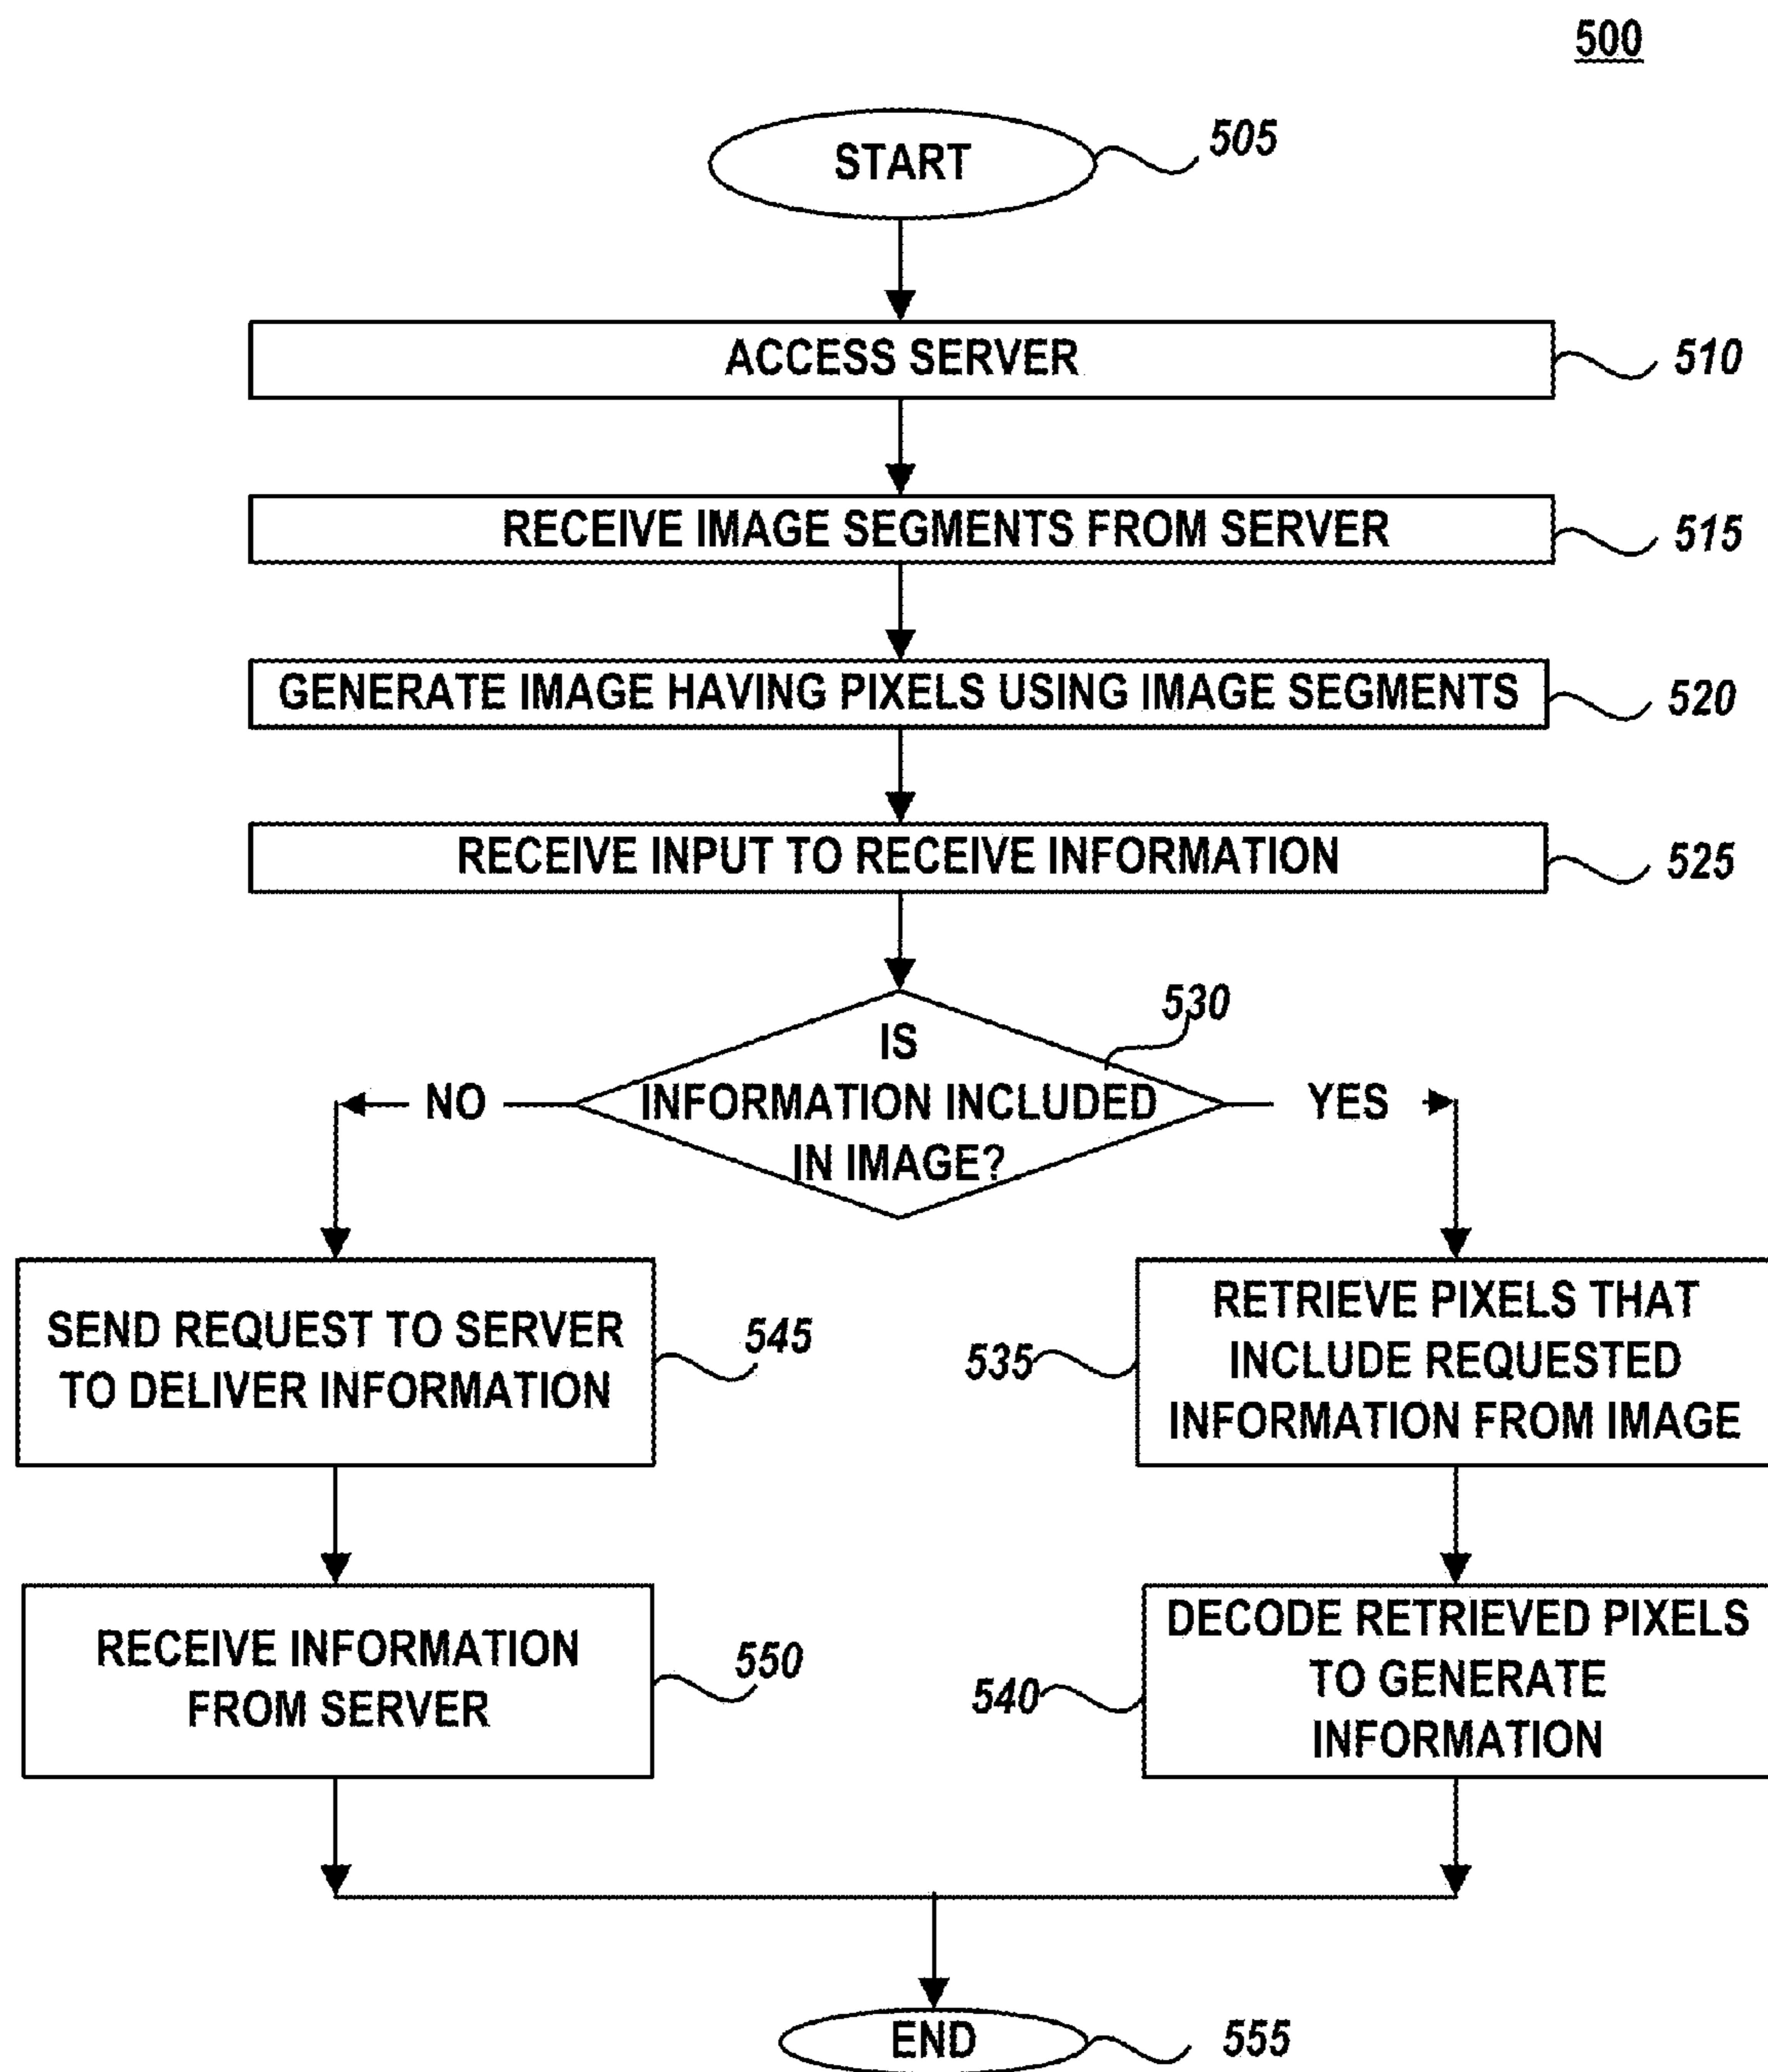 500
START
505
ACCESS SERVER
510
RECEIVE IMAGE SEGMENTS FROM SERVER
515
GENERATE IMAGE HAVING PIXELS USING IMAGE SEGMENTS
520
RECEIVE INPUT TO RECEIVE INFORMATION
525
530
IS
INFORMATION INCLUDED
IN IMAGE?
NO
YES
SEND REQUEST TO SERVER
TO DELIVER INFORMATION
545
535
RETRIEVE PIXELS THAT
INCLUDE REQUESTED
INFORMATION FROM IMAGE
RECEIVE INFORMATION
FROM SERVER
550
540
DECODE RETRIEVED PIXELS
TO GENERATE
INFORMATION
END
555